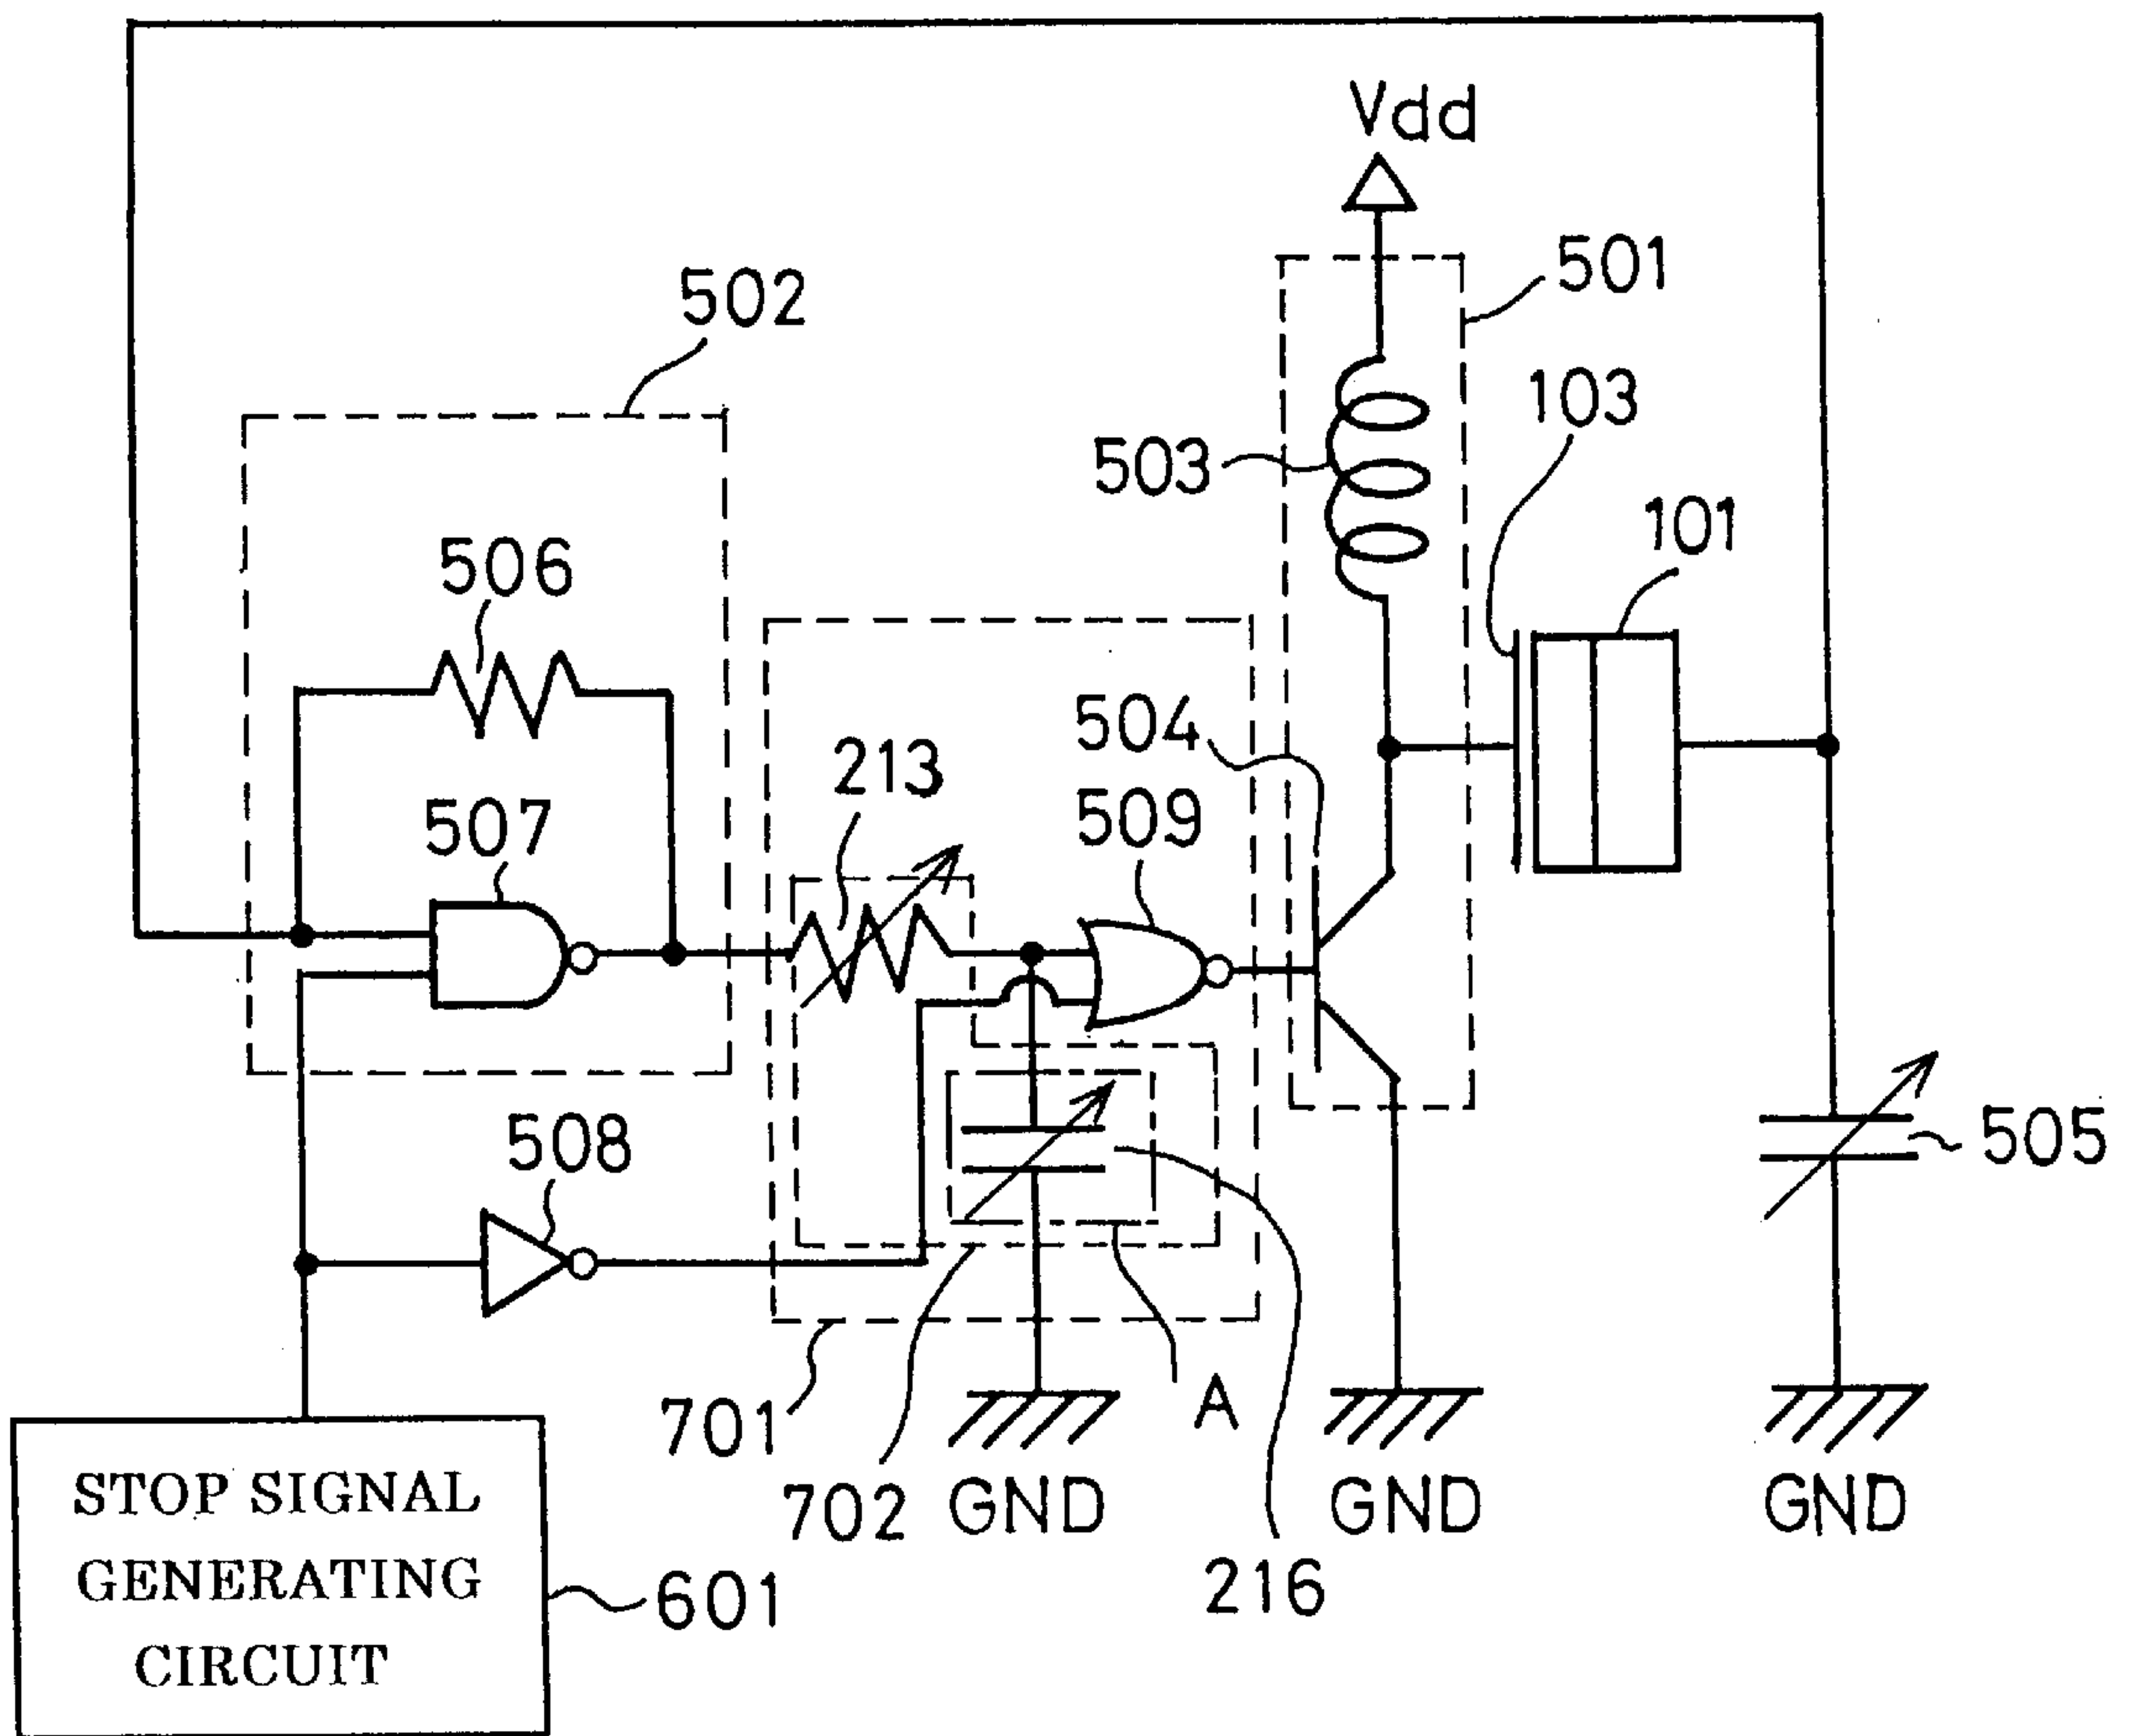 Vdd
501
502
103
503
101
506
504
213
507
509
508
505
701
A
702
GND
GND
GND
216
STOP SIGNAL
GENERATING
CIRCUIT
601